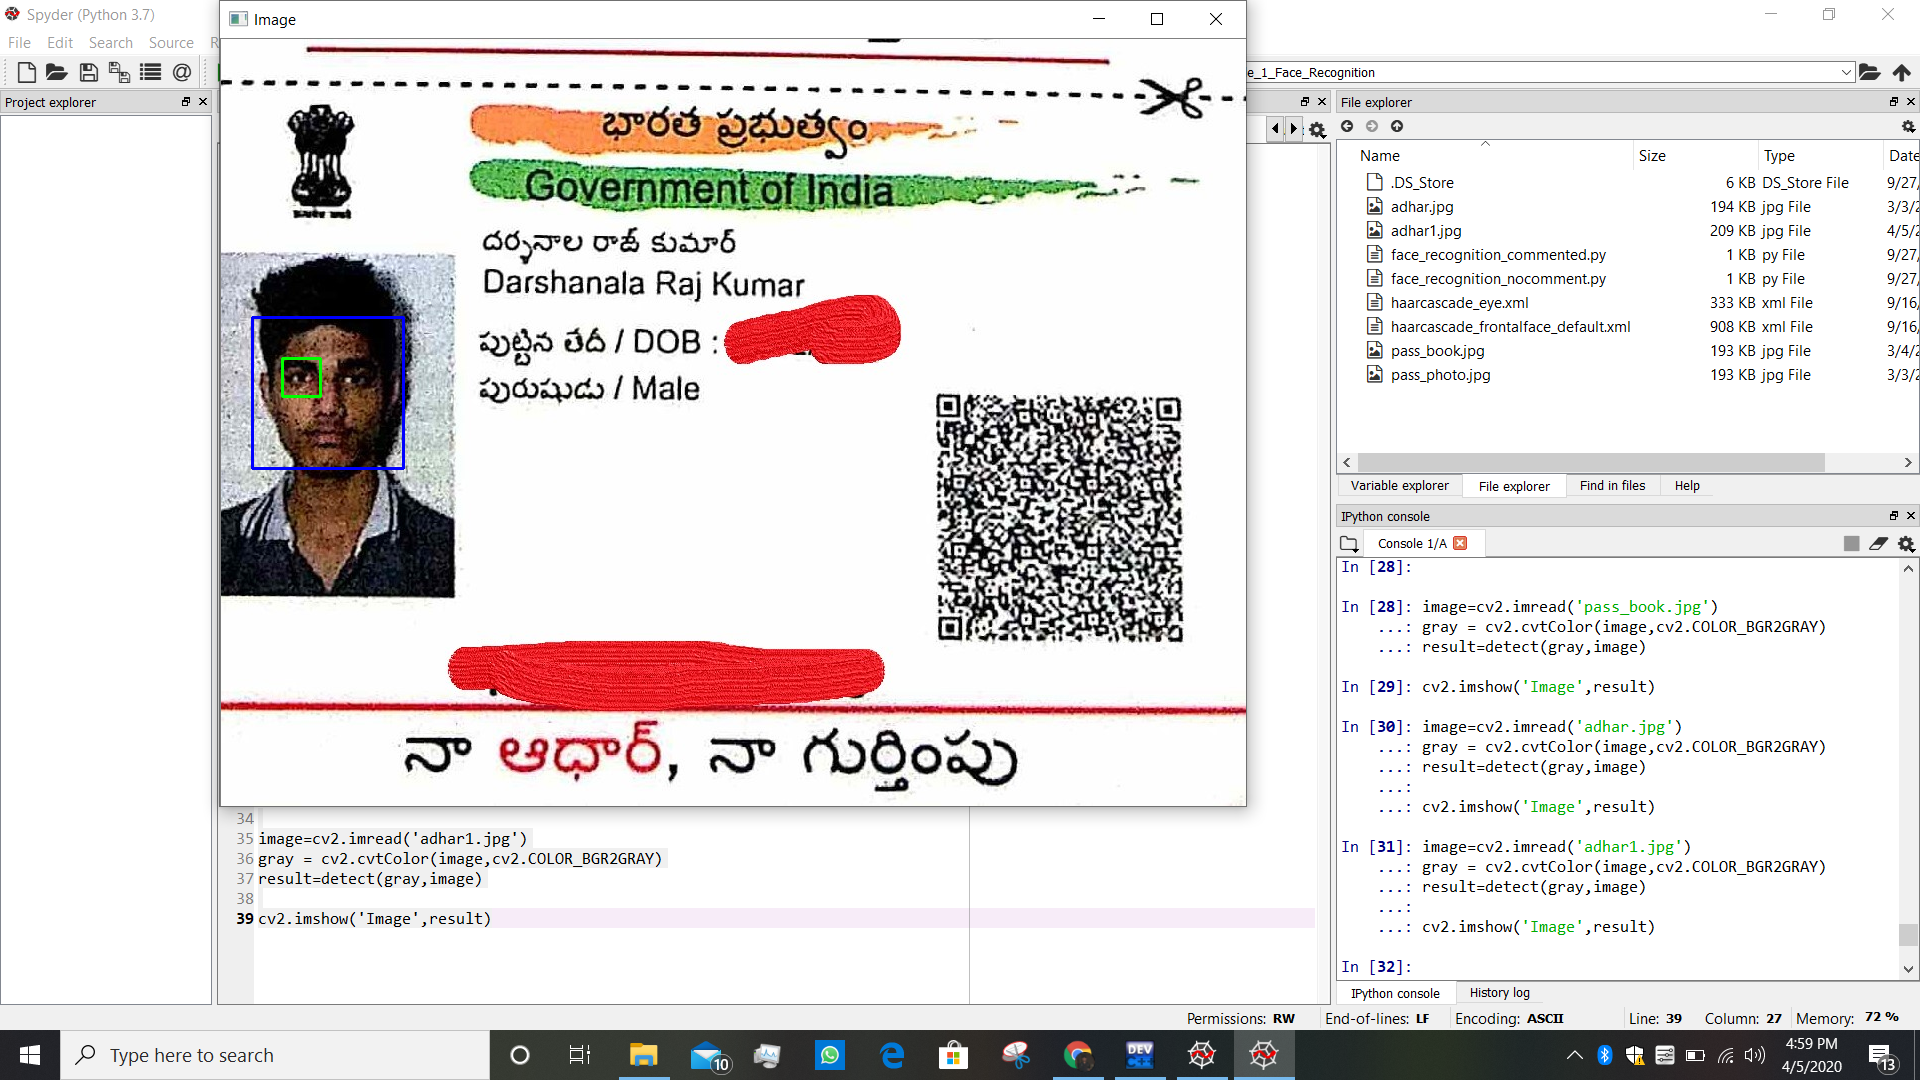 Spyder (Python 3.7)
File Edit Search Source R
Project explorer
Image
భారత ప్రభుత్వం
Government of India
దర్శనాల రాజ్ కుమార్
Darshanala Raj Kumar
పుట్టిన తేదీ / DOB :
పురుషుడు / Male
నా ఆధార్, నా గుర్తింపు
34
35 image=cv2.imread('adhar1.jpg')
36 gray = cv2.cvtColor(image,cv2.COLOR_BGR2GRAY)
37 result=detect(gray,image)
38
39 cv2.imshow('Image',result)
e_1_Face_Recognition
File explorer
Name Size Type Date
.DS_Store 6 KB DS_Store File 9/27/
adhar.jpg 194 KB jpg File 3/3/2
adhar1.jpg 209 KB jpg File 4/5/2
face_recognition_commented.py 1 KB py File 9/27/
face_recognition_nocomment.py 1 KB py File 9/27/
haarcascade_eye.xml 333 KB xml File 9/16/
haarcascade_frontalface_default.xml 908 KB xml File 9/16/
pass_book.jpg 193 KB jpg File 3/4/2
pass_photo.jpg 193 KB jpg File 3/3/2
Variable explorer File explorer Find in files Help
IPython console
Console 1/A
In [28]:
In [28]: image=cv2.imread('pass_book.jpg')
...: gray = cv2.cvtColor(image,cv2.COLOR_BGR2GRAY)
...: result=detect(gray,image)
In [29]: cv2.imshow('Image',result)
In [30]: image=cv2.imread('adhar.jpg')
...: gray = cv2.cvtColor(image,cv2.COLOR_BGR2GRAY)
...: result=detect(gray,image)
...:
...: cv2.imshow('Image',result)
In [31]: image=cv2.imread('adhar1.jpg')
...: gray = cv2.cvtColor(image,cv2.COLOR_BGR2GRAY)
...: result=detect(gray,image)
...:
...: cv2.imshow('Image',result)
In [32]:
IPython console History log
Permissions: RW End-of-lines: LF Encoding: ASCII Line: 39 Column: 27 Memory: 72 %
Type here to search
10
DEV C++
4:59 PM
4/5/2020
13